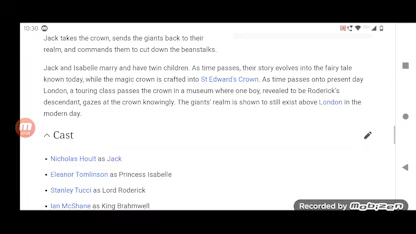 10:30
Jack takes the crown, sends the giants back to their
realm, and commands them to cut down the beanstalks.
Jack and Isabelle marry and have twin children. As time passes, their story evolves into the fairy tale
known today, while the magic crown is crafted into St Edward's Crown. As time passes onto present day
London, a touring class passes the crown in a museum where one boy, revealed to be Roderick's
descendant, gazes at the crown knowingly. The giants' realm is shown to still exist above London in the
modern day.
Cast
• Nicholas Hoult as Jack
• Eleanor Tomlinson as Princess Isabelle
• Stanley Tucci as Lord Roderick
• Ian McShane as King Brahmwell
Recorded by Mobizen